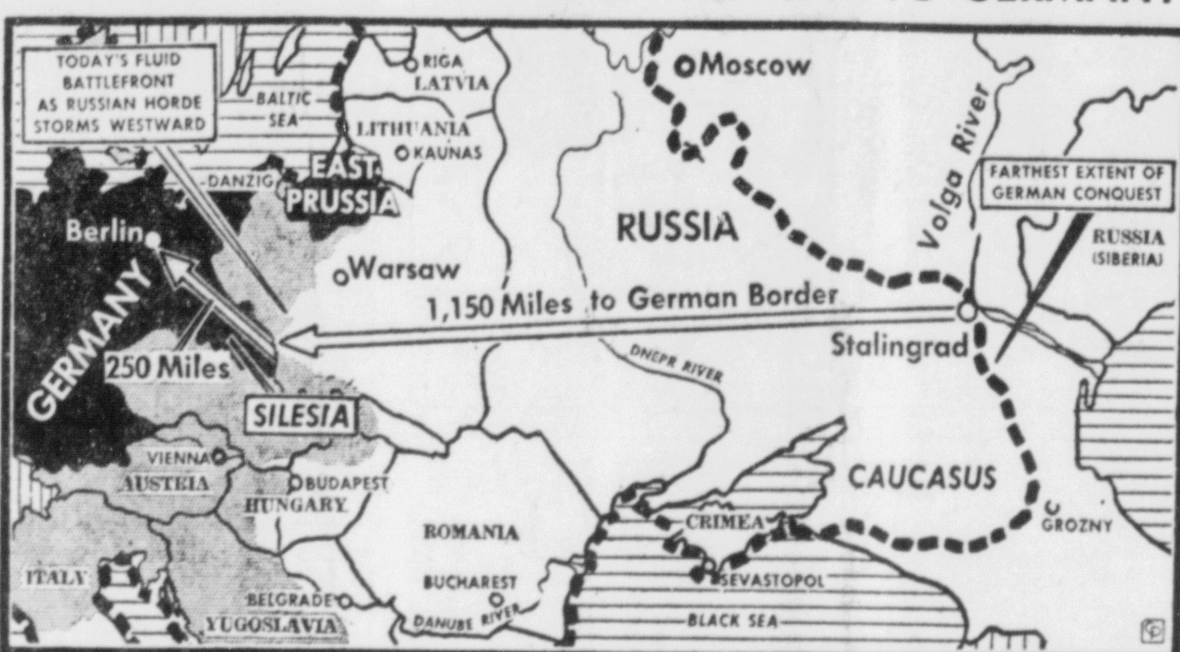 TODAY'S FLUID
BATTLEFRONT
AS RUSSIAN HORDE
STORMS WESTWARD
BALTIC
SEA
RIGA
LATVIA
LITHUANIA
KAUNAS
DANZIG
EAST
PRUSSIA
Moscow
Volga River
FARTHEST EXTENT OF
GERMAN CONQUEST
RUSSIA
(SIBERIA)
RUSSIA
Berlin
GERMANY
Warsaw
1,150 Miles to German Border
Stalingrad
250 Miles
SILESIA
DNEPR RIVER
VIENNA
AUSTRIA
BUDAPEST
HUNGARY
ROMANIA
CAUCASUS
GROZNY
CRIMEA
SEVASTOPOL
ITALY
BELGRADE
YUGOSLAVIA
BUCHAREST
DANUBE RIVER
BLACK SEA
CP